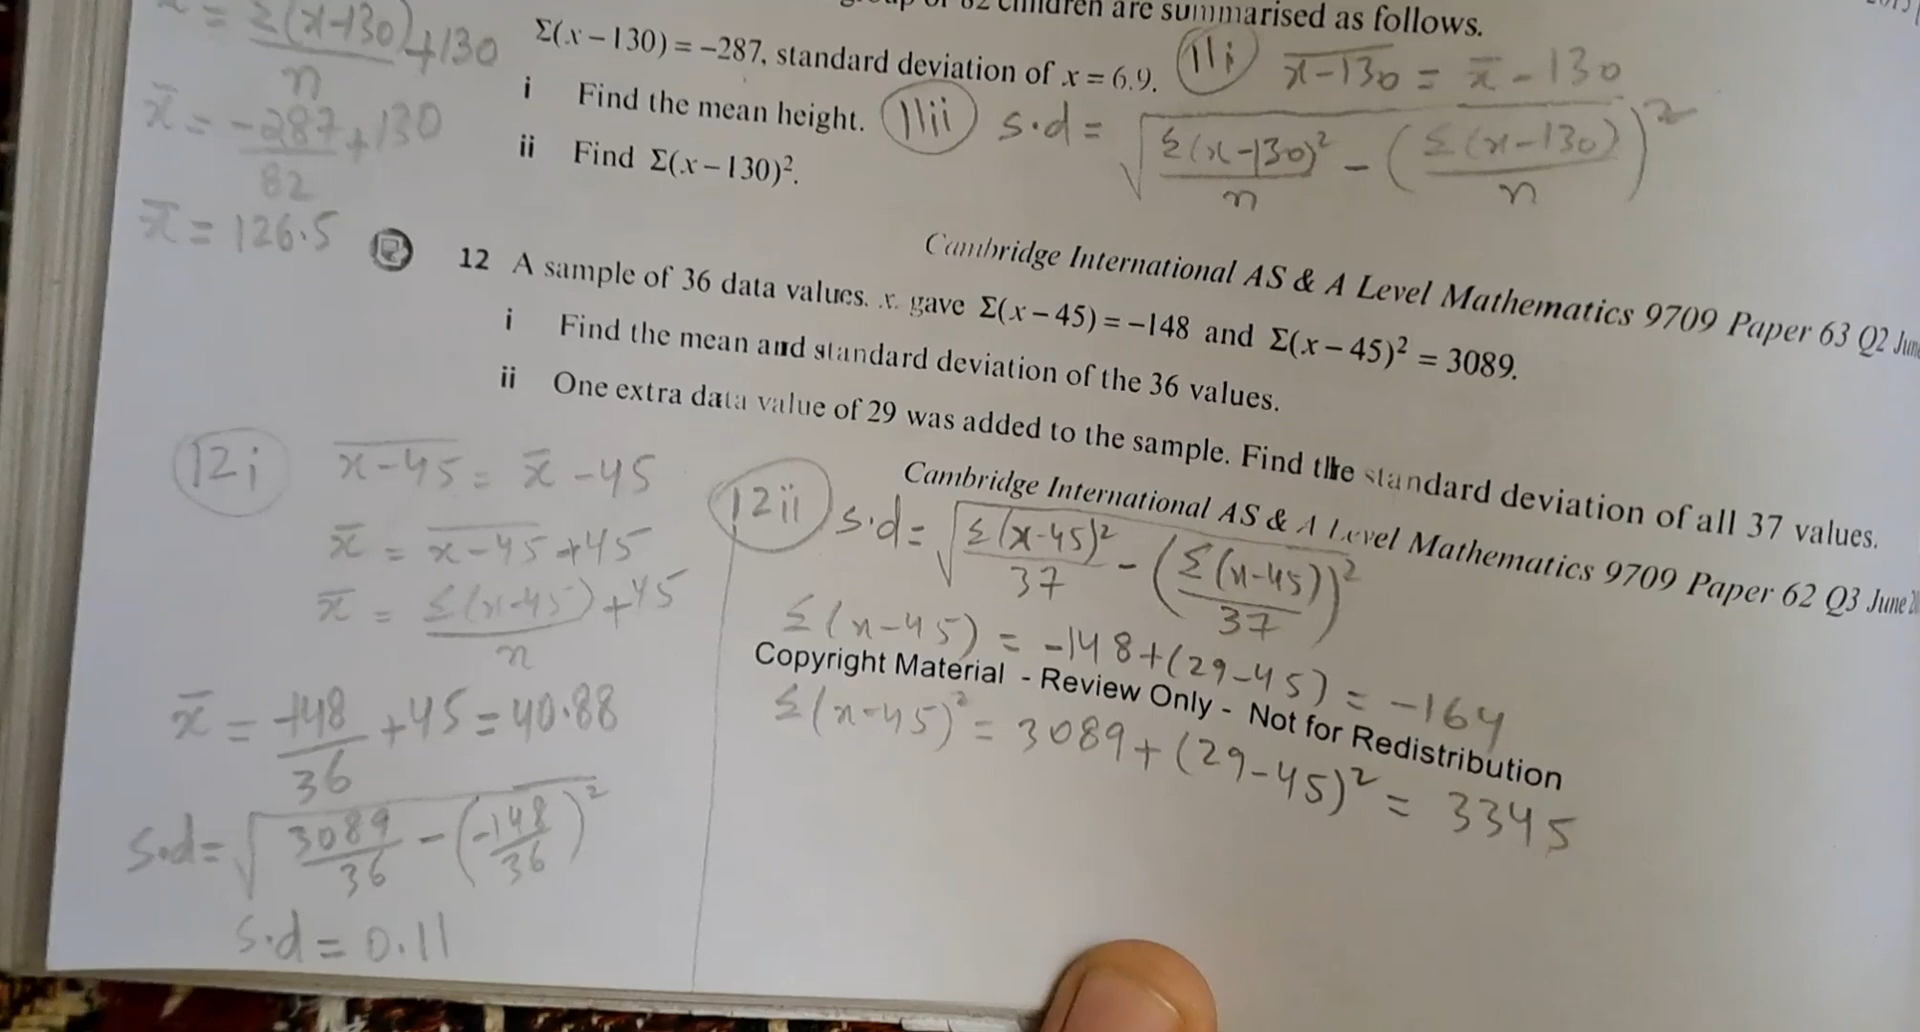 children are summarised as follows.
Σ(x – 130) = –287, standard deviation of x = 6.9.
i Find the mean height.
ii Find Σ(x – 130)².
x̄ = Σ(x-130)/n + 130
x̄ = -287/82 + 130
x̄ = 126.5
11i x-130‾ = x̄ - 130
11ii s.d = √(Σ(x-130)²/n - (Σ(x-130)/n)²)
Cambridge International AS & A Level Mathematics 9709 Paper 63 Q2 June
12 A sample of 36 data values, x, gave Σ(x – 45) = –148 and Σ(x – 45)² = 3089.
i Find the mean and standard deviation of the 36 values.
ii One extra data value of 29 was added to the sample. Find the standard deviation of all 37 values.
Cambridge International AS & A Level Mathematics 9709 Paper 62 Q3 June
12i x-45‾ = x̄ - 45
x̄ = x-45‾ + 45
x̄ = Σ(x-45)/n + 45
x̄ = -148/36 + 45 = 40.88
s.d = √(3089/36 - (-148/36)²)
s.d = 0.11
12ii s.d = √(Σ(x-45)²/37 - (Σ(x-45)/37)²)
Σ(x-45) = -148+(29-45) = -164
Copyright Material - Review Only - Not for Redistribution
Σ(x-45)² = 3089+(29-45)² = 3345